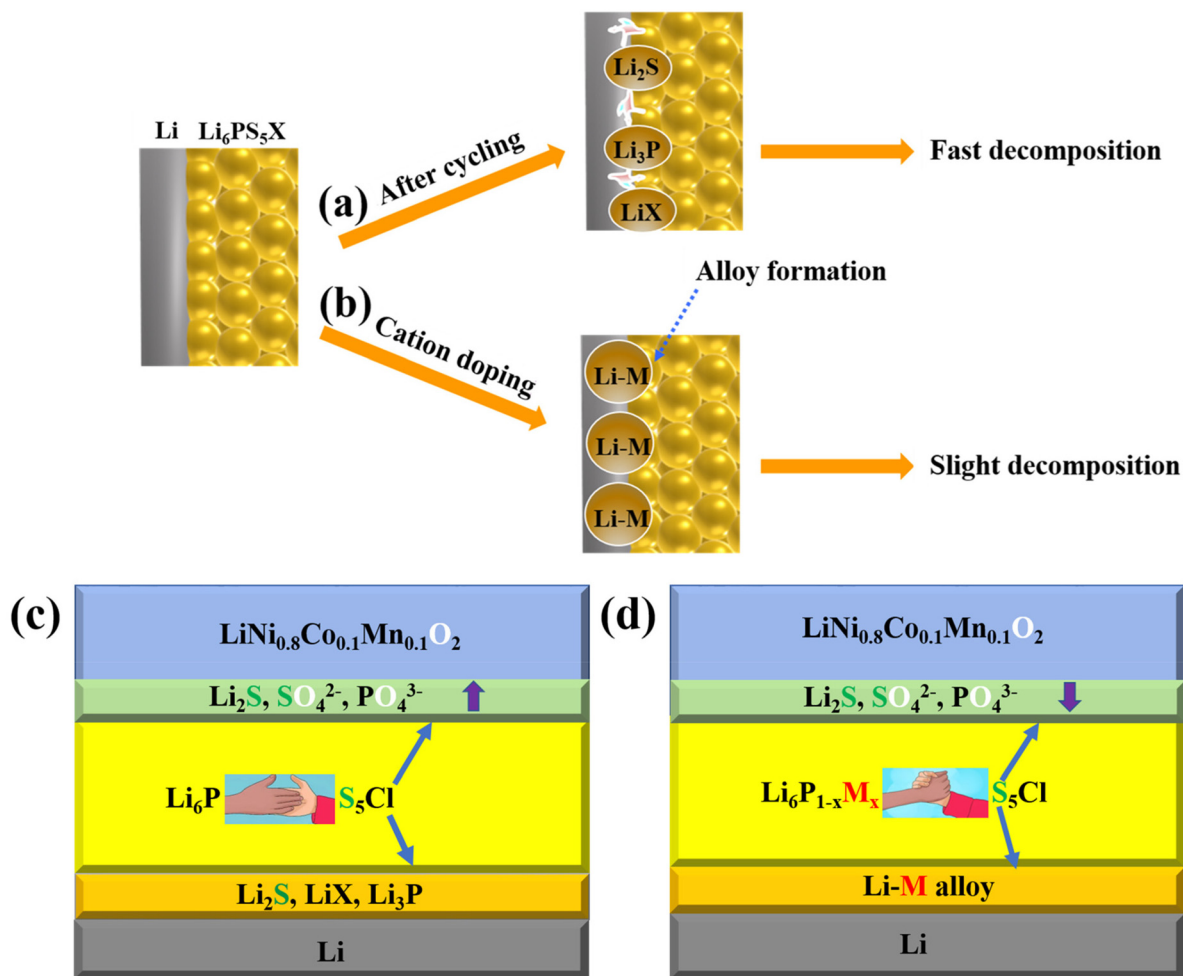 Li₂S
Li Li₆PS₅X
(a) After cycling
Li₃P
Fast decomposition
LiX
Alloy formation
(b) Cation doping
Li-M
Li-M
Slight decomposition
Li-M
(c)
LiNi₀.₈Co₀.₁Mn₀.₁O₂
Li₂S, SO₄²⁻, PO₄³⁻
Li₆P S₅Cl
Li₂S, LiX, Li₃P
Li
(d)
LiNi₀.₈Co₀.₁Mn₀.₁O₂
Li₂S, SO₄²⁻, PO₄³⁻
Li₆P₁₋ₓMₓ S₅Cl
Li-M alloy
Li